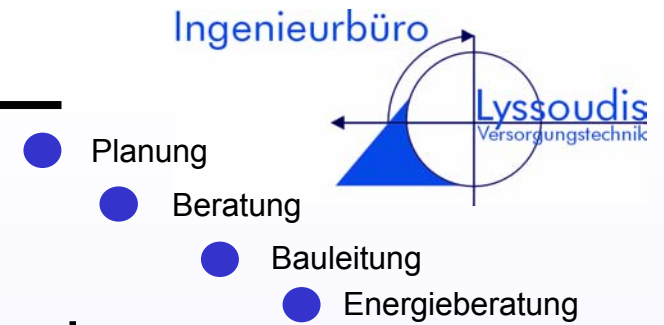 Ingenieurbüro
Lyssoudis
Versorgungstechnik
Planung
Beratung
Bauleitung
Energieberatung